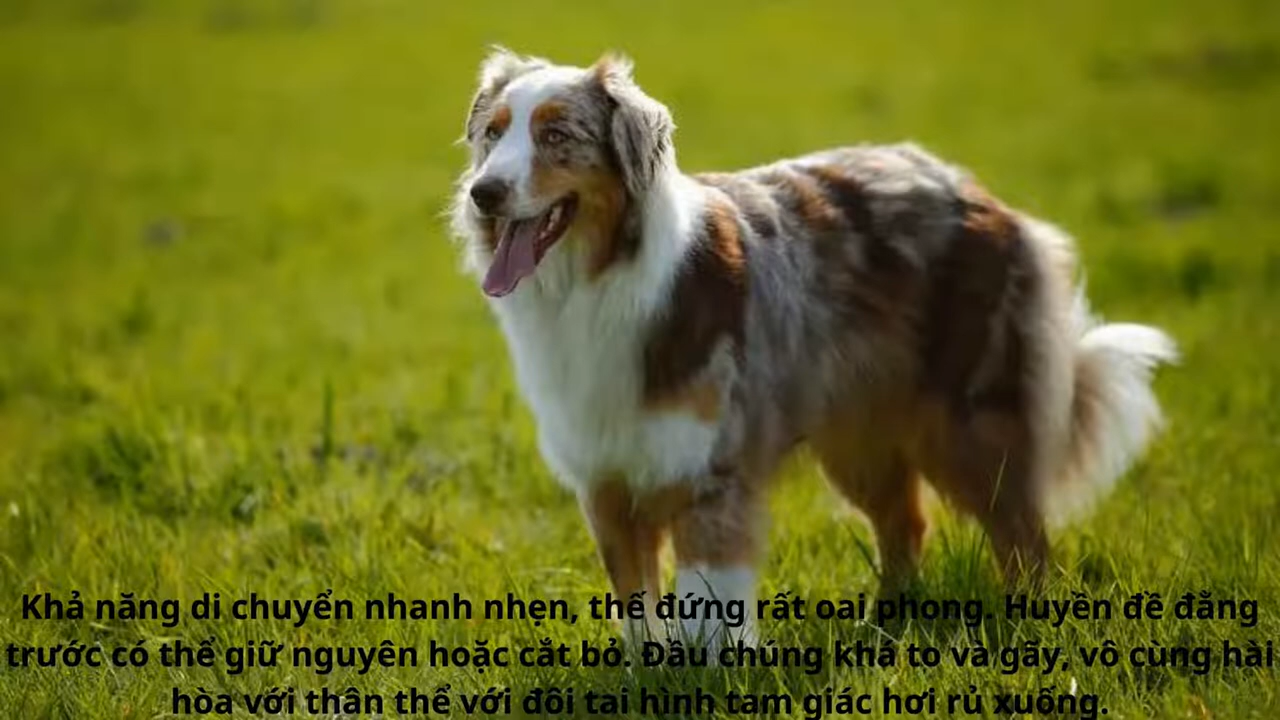 Khả năng di chuyển nhanh nhẹn, thế đứng rất oai phong. Huyền đề đằng
trước có thể giữ nguyên hoặc cắt bỏ. Đầu chúng khá to và gãy, vô cùng hài
hòa với thân thể với đôi tai hình tam giác hơi rủ xuống.